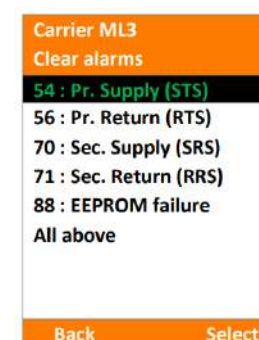 Carrier ML3
Clear alarms
54 : Pr. Supply (STS)
56 : Pr. Return (RTS)
70 : Sec. Supply (SRS)
71 : Sec. Return (RRS)
88 : EEPROM failure
All above
Back Select